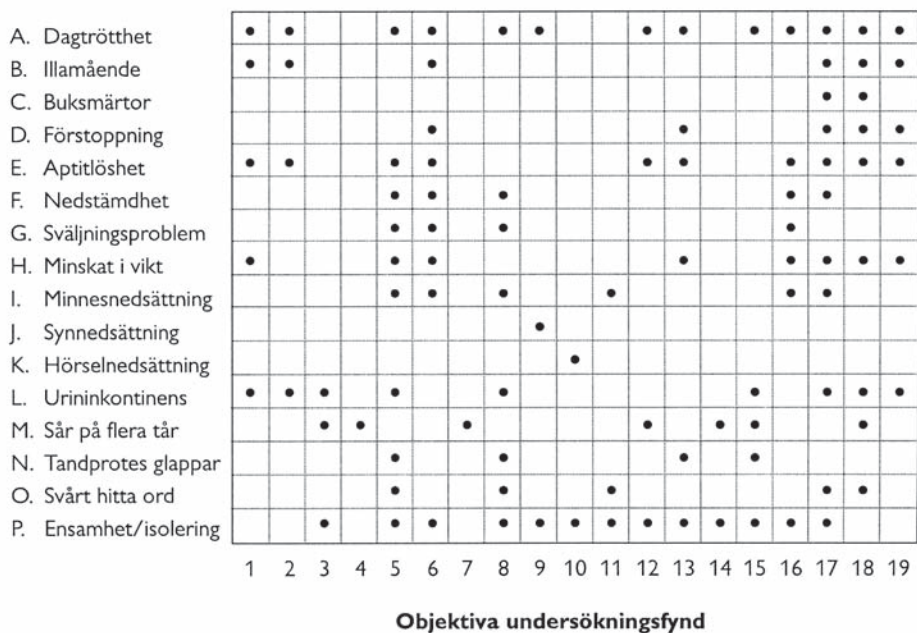 A. Dagtrötthet
B. Illamående
C. Buksmärtor
D. Förstoppning
E. Aptitlöshet
F. Nedstämdhet
G. Sväljningsproblem
H. Minskat i vikt
I. Minnesnedsättning
J. Synnedsättning
K. Hörselnedsättning
L. Urininkontinens
M. Sår på flera tår
N. Tandprotes glappar
O. Svårt hitta ord
P. Ensamhet/isolering
1 2 3 4 5 6 7 8 9 10 11 12 13 14 15 16 17 18 19
Objektiva undersökningsfynd